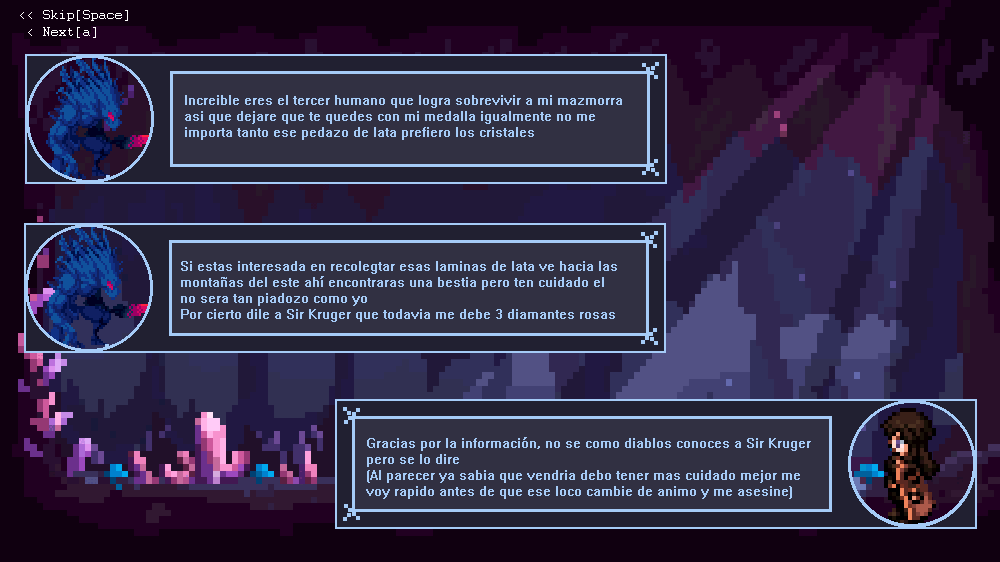 << Skip[Space]
< Next[a]
Increible eres el tercer humano que logra sobrevivir a mi mazmorra
asi que dejare que te quedes con mi medalla igualmente no me
importa tanto ese pedazo de lata prefiero los cristales
Si estas interesada en recolegtar esas laminas de lata ve hacia las
montañas del este ahí encontraras una bestia pero ten cuidado el
no sera tan piadozo como yo
Por cierto dile a Sir Kruger que todavia me debe 3 diamantes rosas
Gracias por la información, no se como diablos conoces a Sir Kruger
pero se lo dire
(Al parecer ya sabia que vendria debo tener mas cuidado mejor me
voy rapido antes de que ese loco cambie de animo y me asesine)